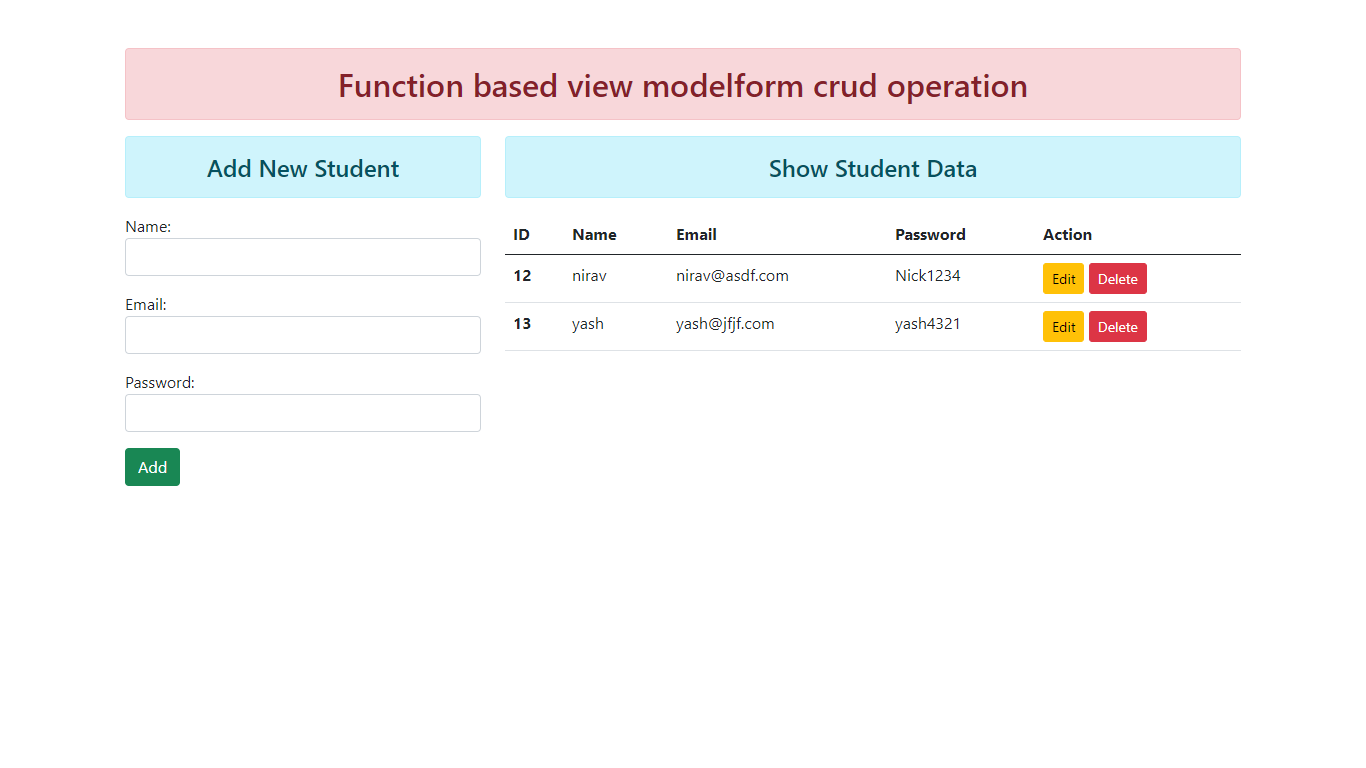 Function based view modelform crud operation
Add New Student
Name:
Email:
Password:
Add
Show Student Data
ID Name Email Password Action
12 nirav nirav@asdf.com Nick1234 Edit Delete
13 yash yash@jfjf.com yash4321 Edit Delete